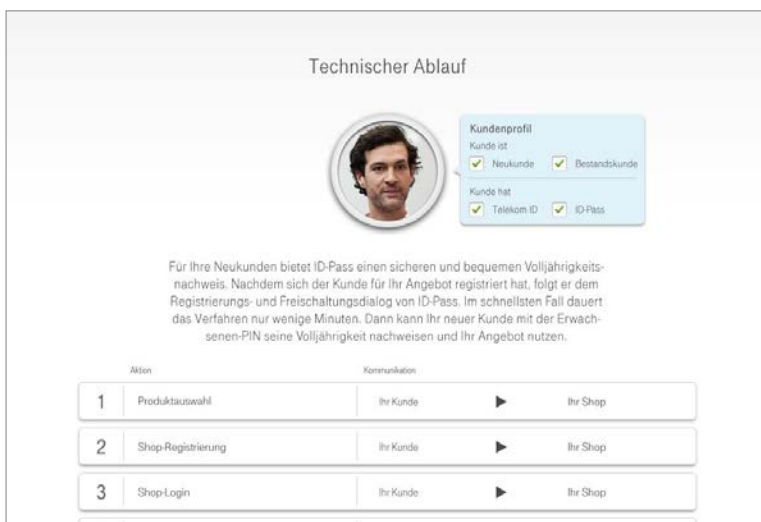 Technischer Ablauf
Kundenprofil
Kunde ist
Neukunde Bestandskunde
Kunde hat
Telekom ID ID-Pass
Für Ihre Neukunden bietet ID-Pass einen sicheren und bequemen Volljährigkeits-
nachweis. Nachdem sich der Kunde für Ihr Angebot registriert hat, folgt er dem
Registrierungs- und Freischaltungsdialog von ID-Pass. Im schnellsten Fall dauert
das Verfahren nur wenige Minuten. Dann kann Ihr neuer Kunde mit der Erwach-
senen-PIN seine Volljährigkeit nachweisen und Ihr Angebot nutzen.
Aktion Kommunikation
1 Produktauswahl Ihr Kunde Ihr Shop
2 Shop-Registrierung Ihr Kunde Ihr Shop
3 Shop-Login Ihr Kunde Ihr Shop